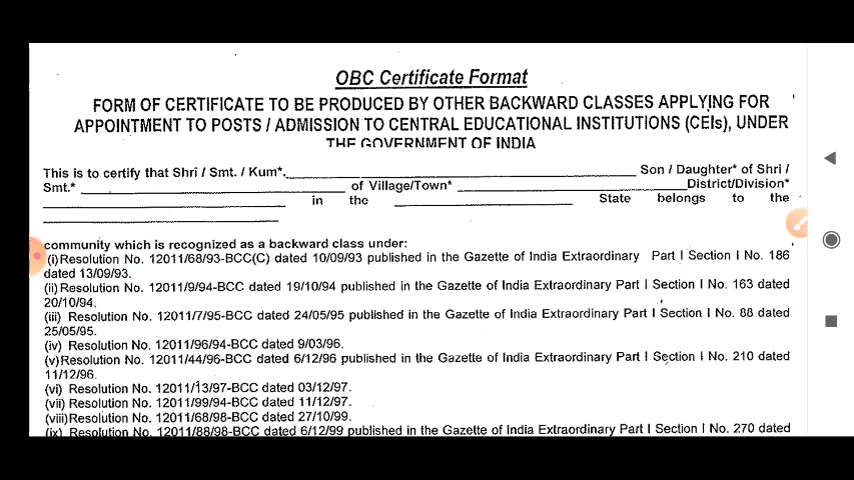 OBC Certificate Format
FORM OF CERTIFICATE TO BE PRODUCED BY OTHER BACKWARD CLASSES APPLYING FOR
APPOINTMENT TO POSTS / ADMISSION TO CENTRAL EDUCATIONAL INSTITUTIONS (CEIs), UNDER
THE GOVERNMENT OF INDIA
This is to certify that Shri / Smt. / Kum*. Son / Daughter* of Shri /
Smt.* of Village/Town* District/Division*
in the State belongs to the
community which is recognized as a backward class under:
(i) Resolution No. 12011/68/93-BCC(C) dated 10/09/93 published in the Gazette of India Extraordinary Part I Section I No. 186
dated 13/09/93.
(ii) Resolution No. 12011/9/94-BCC dated 19/10/94 published in the Gazette of India Extraordinary Part I Section I No. 163 dated
20/10/94.
(iii) Resolution No. 12011/7/95-BCC dated 24/05/95 published in the Gazette of India Extraordinary Part I Section I No. 88 dated
25/05/95.
(iv) Resolution No. 12011/96/94-BCC dated 9/03/96.
(v) Resolution No. 12011/44/96-BCC dated 6/12/96 published in the Gazette of India Extraordinary Part I Section I No. 210 dated
11/12/96.
(vi) Resolution No. 12011/13/97-BCC dated 03/12/97.
(vii) Resolution No. 12011/99/94-BCC dated 11/12/97.
(viii) Resolution No. 12011/68/98-BCC dated 27/10/99.
(ix) Resolution No. 12011/88/98-BCC dated 6/12/99 published in the Gazette of India Extraordinary Part I Section I No. 270 dated